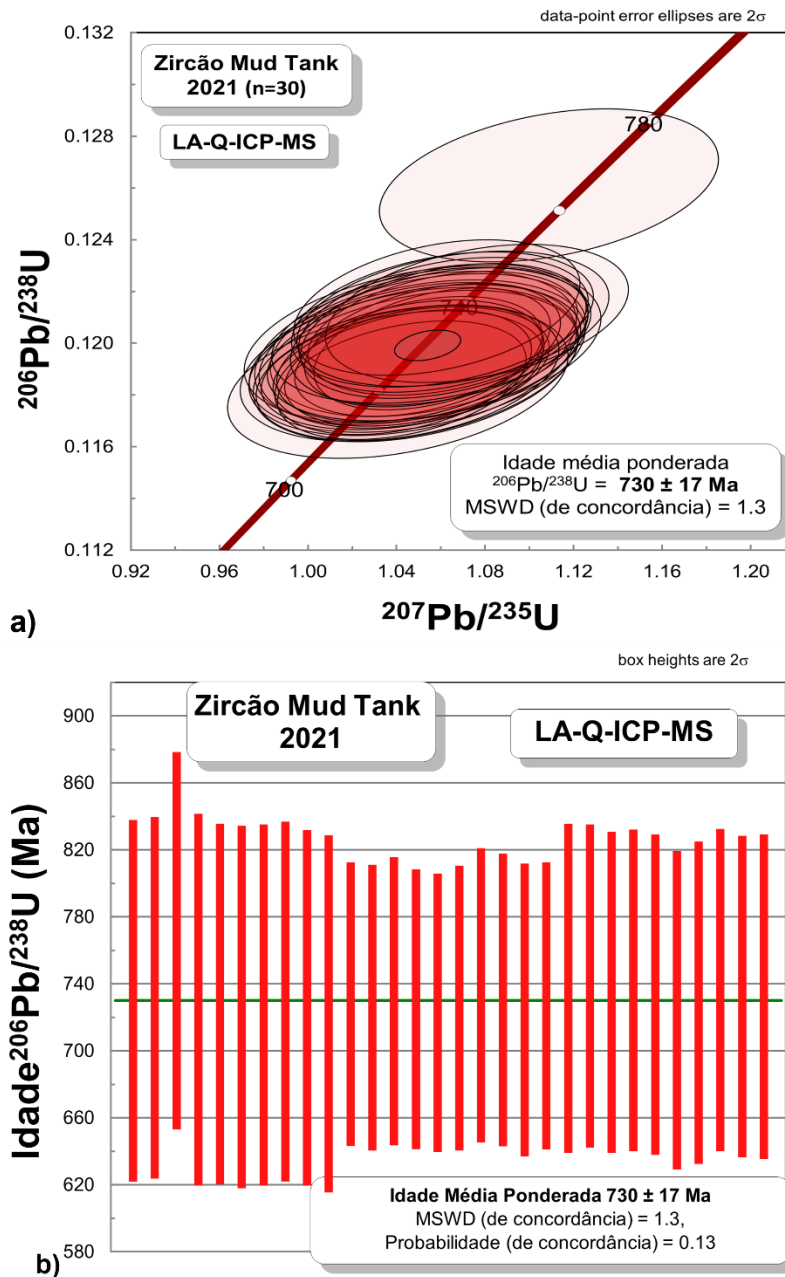 data-point error ellipses are 2σ
Zircão Mud Tank
2021 (n=30)
LA-Q-ICP-MS
0.132
0.128
0.124
0.120
0.116
0.112
206Pb/238U
780
740
700
Idade média ponderada
206Pb/238U = 730 ± 17 Ma
MSWD (de concordância) = 1.3
0.92 0.96 1.00 1.04 1.08 1.12 1.16 1.20
207Pb/235U
a)
box heights are 2σ
Zircão Mud Tank
2021
LA-Q-ICP-MS
900
860
820
780
740
700
660
620
580
Idade206Pb/238U (Ma)
Idade Média Ponderada 730 ± 17 Ma
MSWD (de concordância) = 1.3,
Probabilidade (de concordância) = 0.13
b)